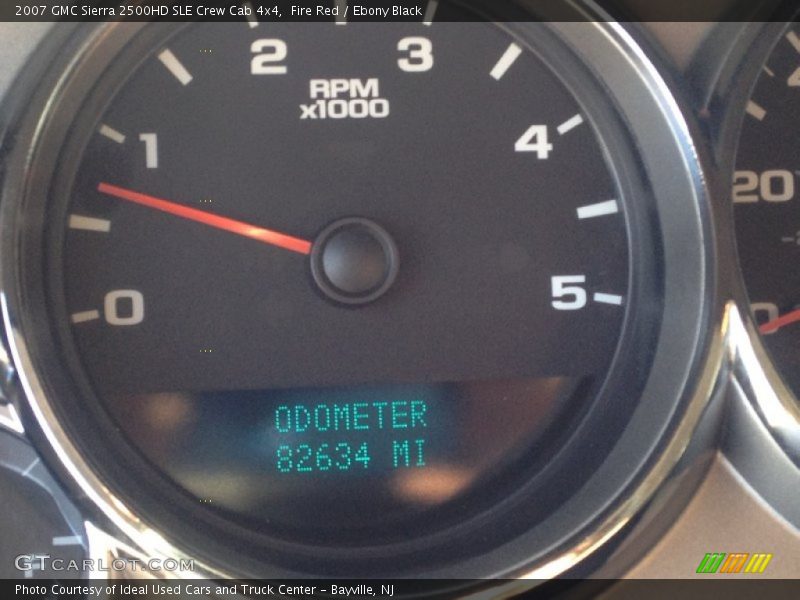 2007 GMC Sierra 2500HD SLE Crew Cab 4x4,  Fire Red / Ebony Black
2 3
RPM
x1000
1 4
20
0 5
ODOMETER
82634 MI
GTcarlot.com
Photo Courtesy of Ideal Used Cars and Truck Center – Bayville, NJ